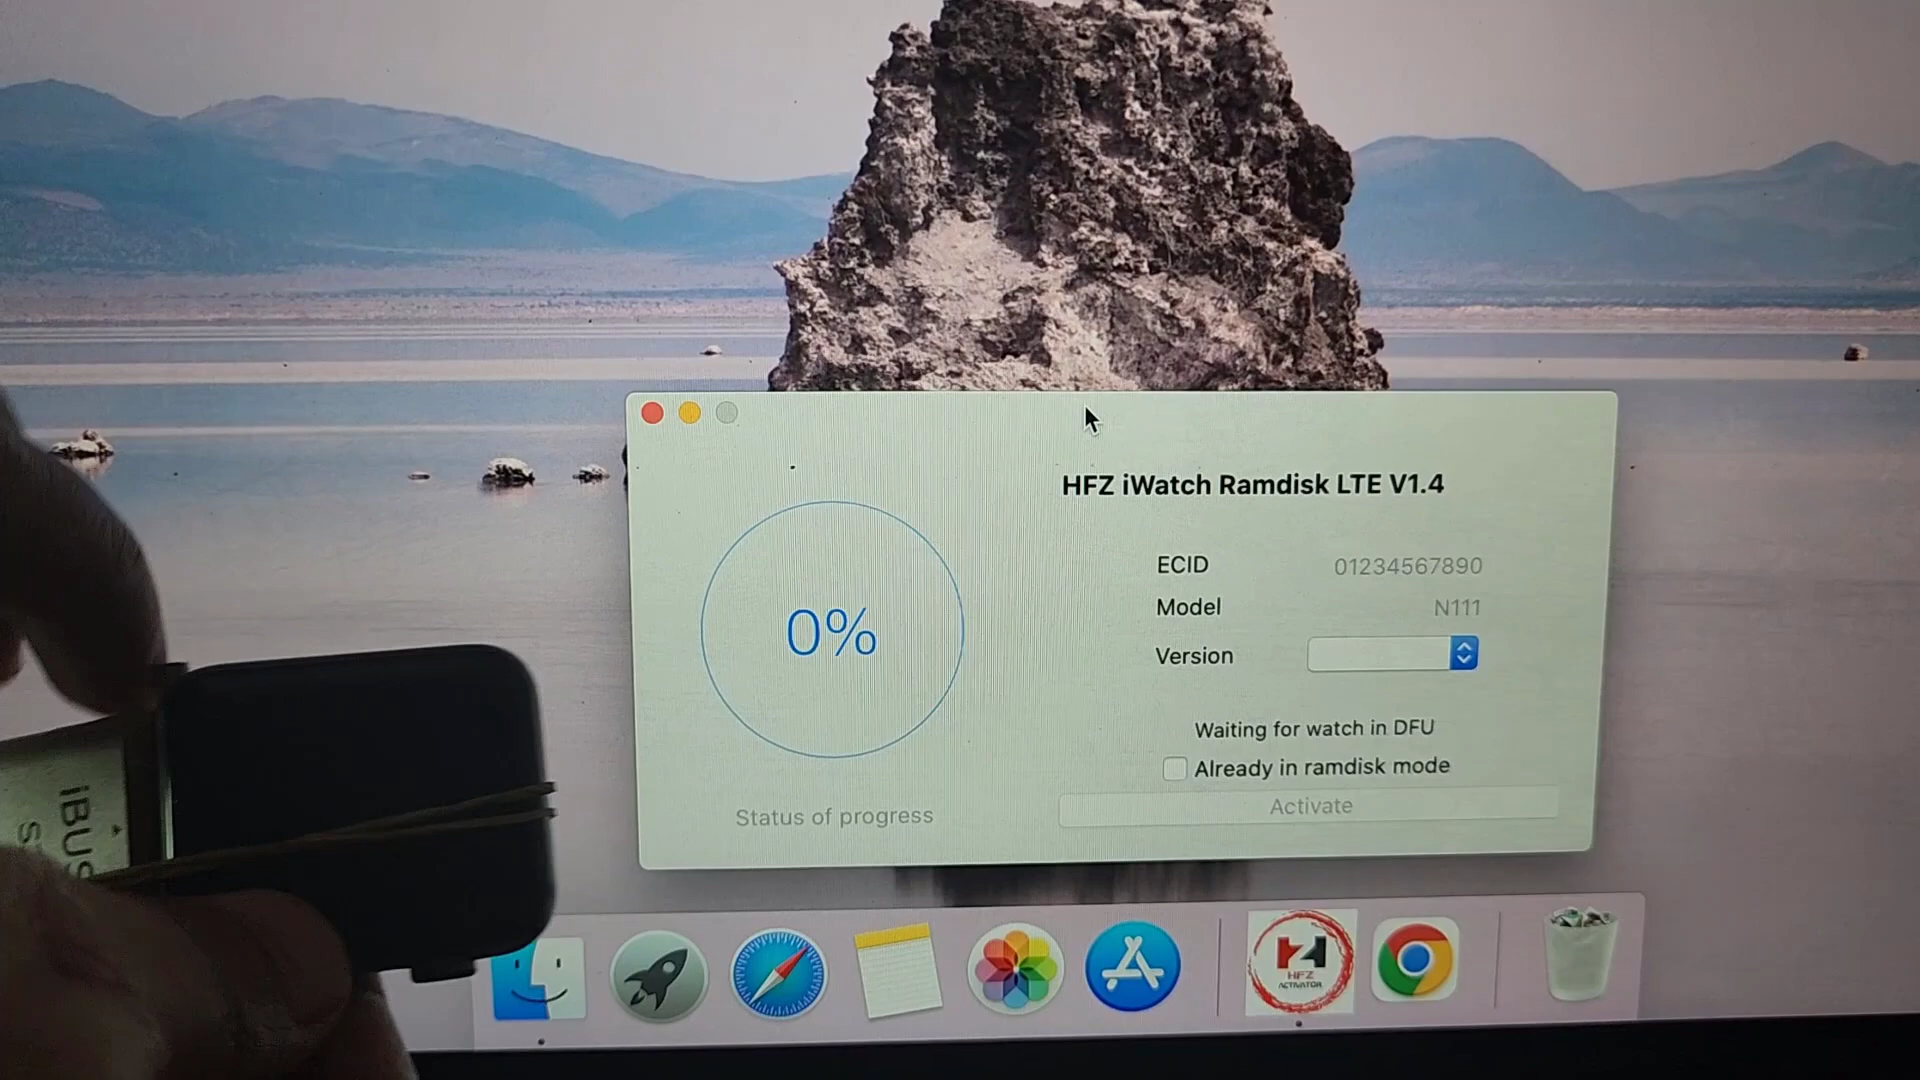 HFZ iWatch Ramdisk LTE V1.4
ECID 01234567890
Model N111
Version
0%
Waiting for watch in DFU
Already in ramdisk mode
Status of progress
Activate
iBUS
HFZ
ACTIVATOR